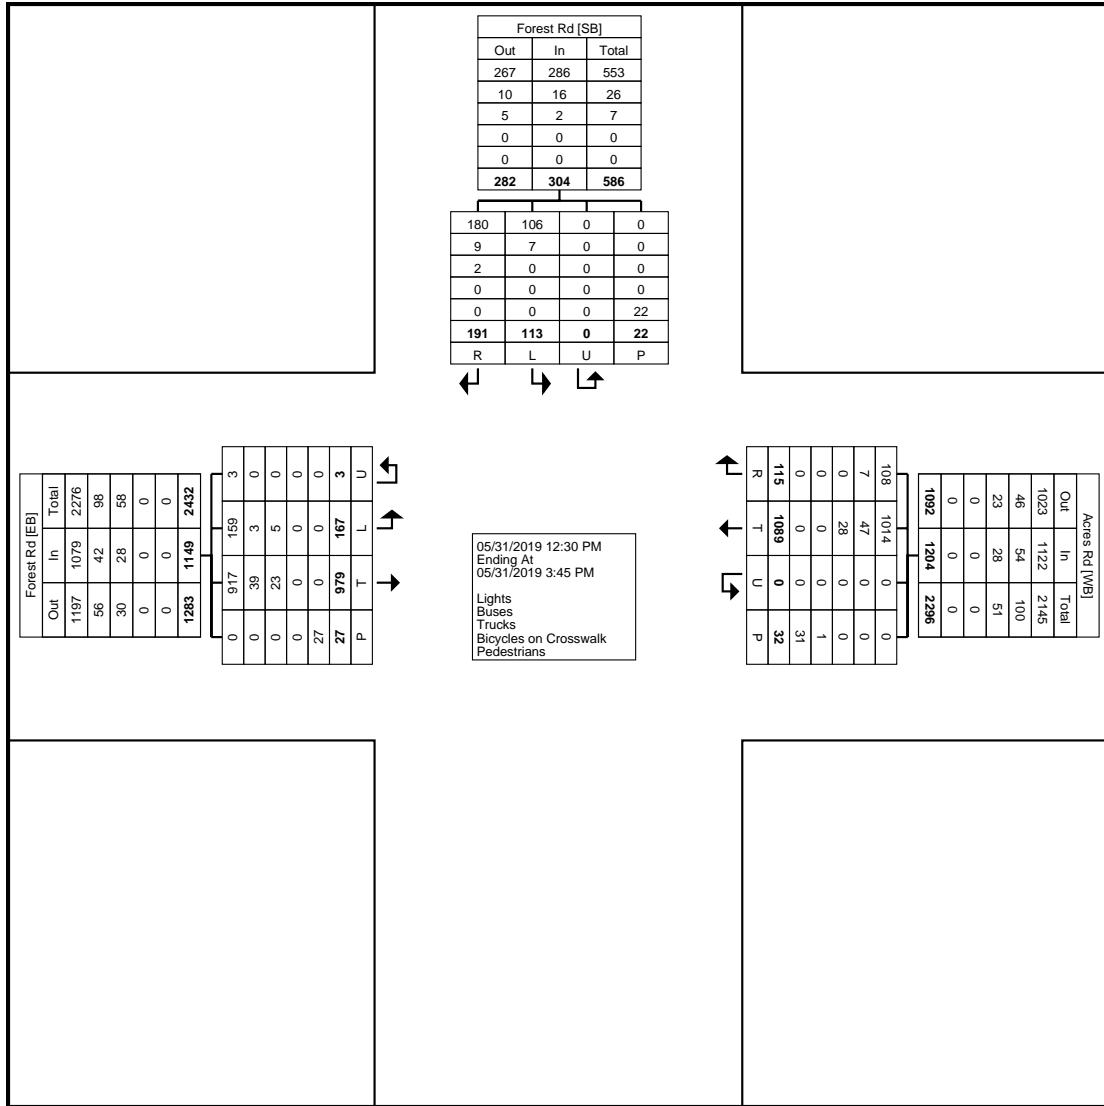 Forest Rd [SB]
Out In Total
267 286 553
10 16 26
5 2 7
0 0 0
0 0 0
282 304 586
180 106 0 0
9 7 0 0
2 0 0 0
0 0 0 0
0 0 0 22
191 113 0 22
R L U P
Forest Rd [EB]
Out In Total
1197 1079 2276
56 42 98
30 28 58
0 0 0
0 0 0
1283 1149 2432
3 159 917 0
0 3 39 0
0 5 23 0
0 0 0 0
0 0 0 27
3 167 979 27
U L T P
05/31/2019 12:30 PM
Ending At
05/31/2019 3:45 PM
Lights
Buses
Trucks
Bicycles on Crosswalk
Pedestrians
R T U P
115 1089 0 32
0 0 0 31
0 0 0 1
0 28 0 0
7 47 0 0
108 1014 0 0
Acres Rd [WB]
Out In Total
1023 1122 2145
46 54 100
23 28 51
0 0 0
0 0 0
1092 1204 2296